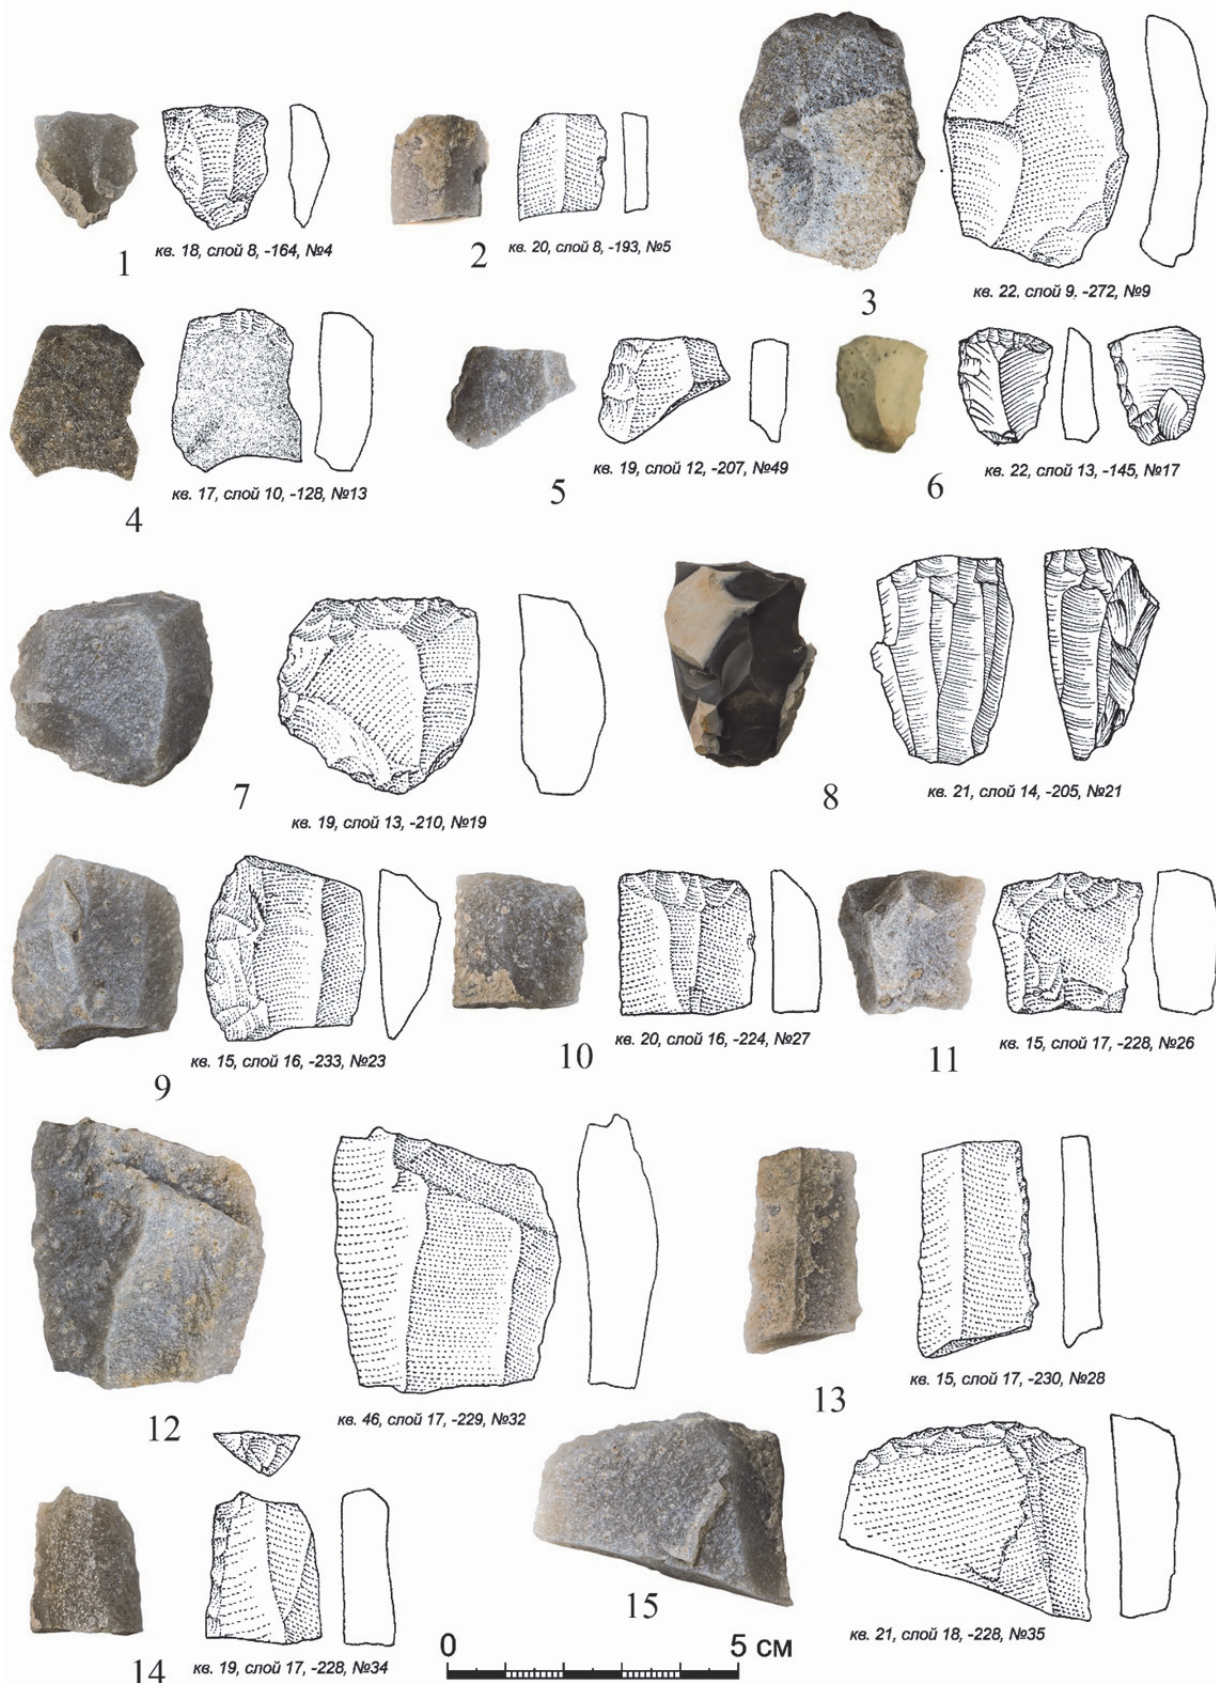 кв. 18, слой 8, -164, №4
1
кв. 20, слой 8, -193, №5
2
кв. 22, слой 9, -272, №9
3
кв. 17, слой 10, -128, №13
4
кв. 19, слой 12, -207, №49
5
кв. 22, слой 13, -145, №17
6
7
кв. 19, слой 13, -210, №19
кв. 21, слой 14, -205, №21
8
кв. 15, слой 16, -233, №23
9
кв. 20, слой 16, -224, №27
10
кв. 15, слой 17, -228, №26
11
кв. 46, слой 17, -229, №32
12
кв. 15, слой 17, -230, №28
13
кв. 19, слой 17, -228, №34
14
15
кв. 21, слой 18, -228, №35
0 5 см